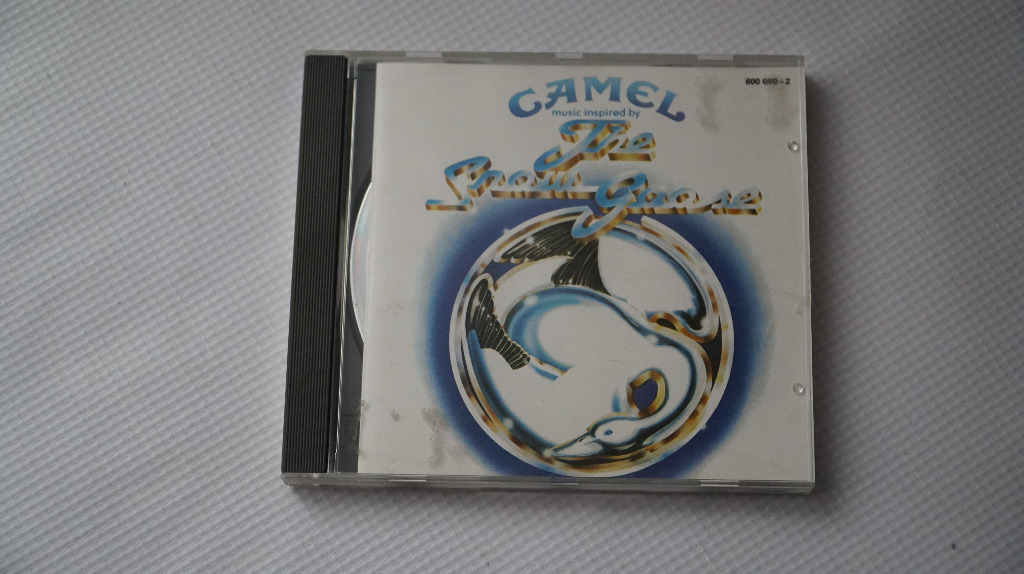 800 080-2
CAMEL
music inspired by
The
Snow Goose